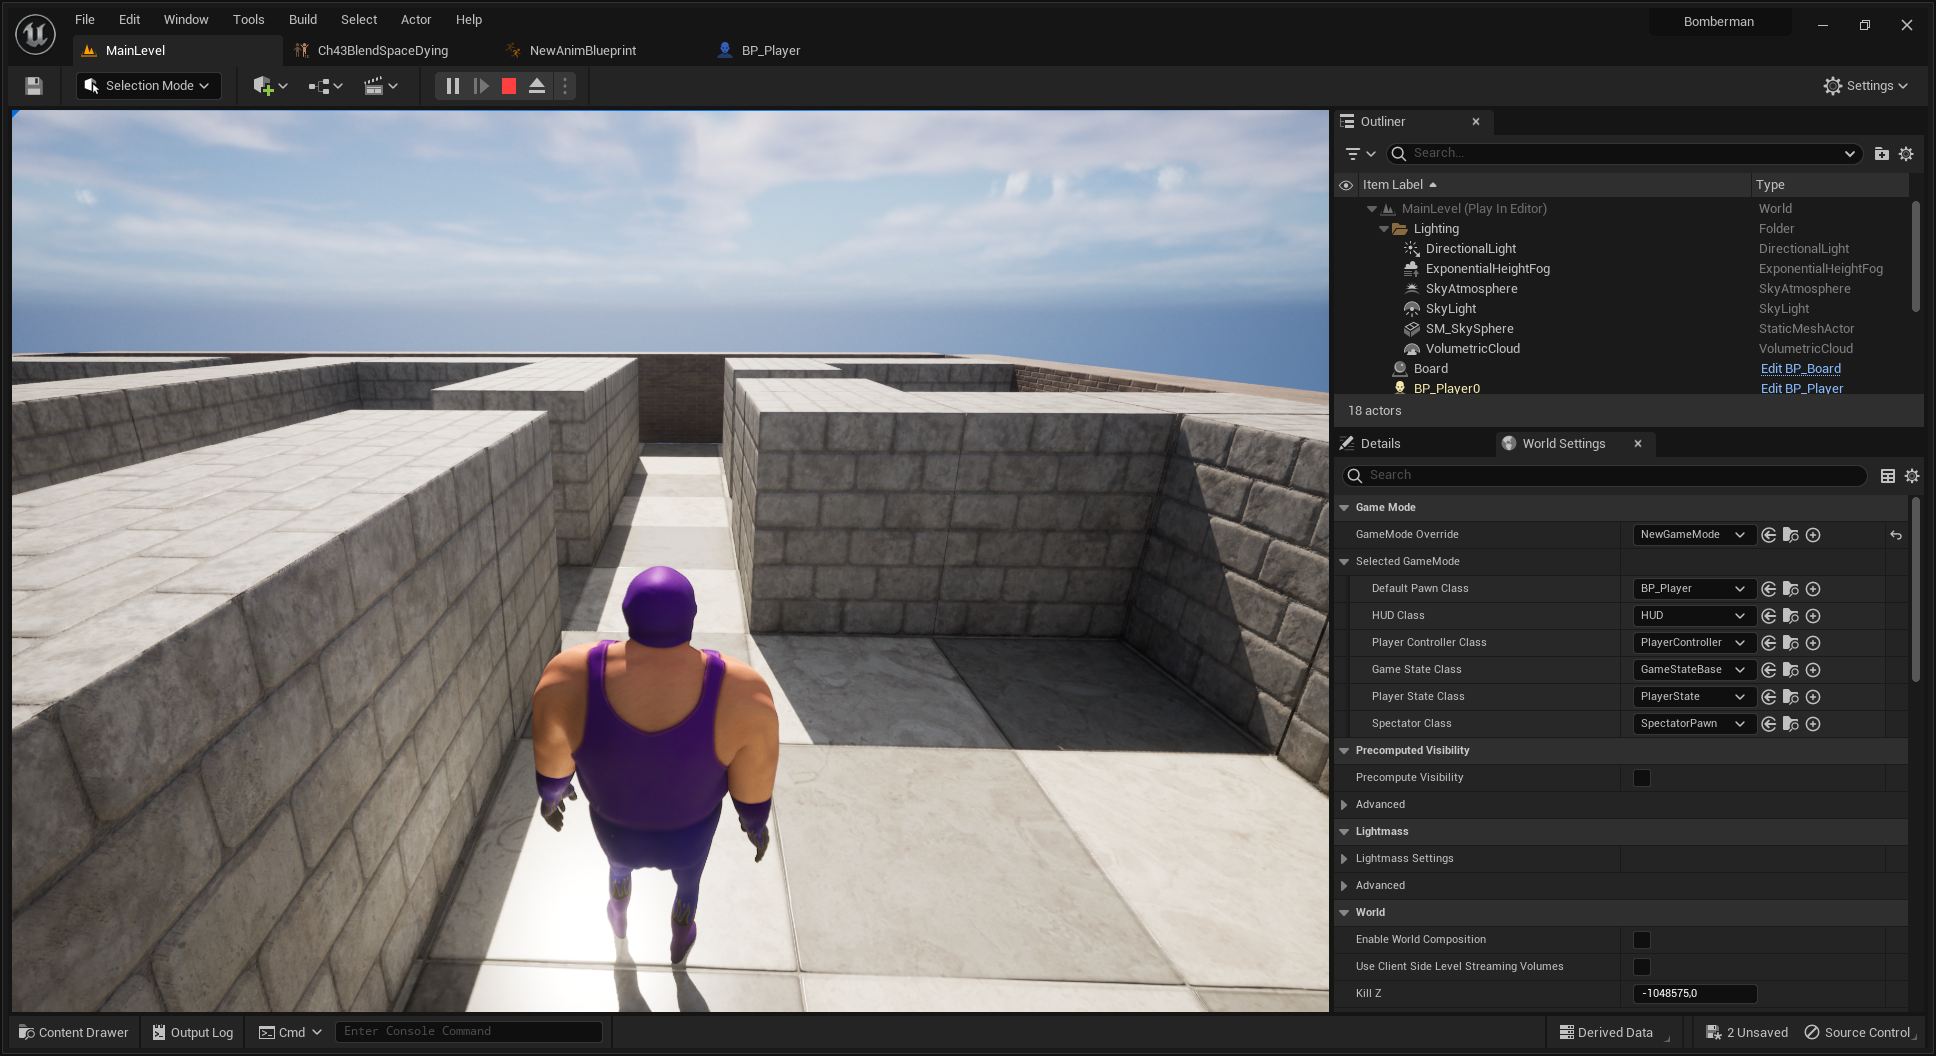 File Edit Window Tools Build Select Actor Help
Bomberman
MainLevel
Ch43BlendSpaceDying
NewAnimBlueprint
BP_Player
Selection Mode
Settings
Outliner
Search...
Item Label
Type
MainLevel (Play In Editor) World
Lighting Folder
DirectionalLight DirectionalLight
ExponentialHeightFog ExponentialHeightFog
SkyAtmosphere SkyAtmosphere
SkyLight SkyLight
SM_SkySphere StaticMeshActor
VolumetricCloud VolumetricCloud
Board Edit BP_Board
BP_Player0 Edit BP_Player
18 actors
Details
World Settings
Search
Game Mode
GameMode Override NewGameMode
Selected GameMode
Default Pawn Class BP_Player
HUD Class HUD
Player Controller Class PlayerController
Game State Class GameStateBase
Player State Class PlayerState
Spectator Class SpectatorPawn
Precomputed Visibility
Precompute Visibility
Advanced
Lightmass
Lightmass Settings
Advanced
World
Enable World Composition
Use Client Side Level Streaming Volumes
Kill Z -1048575,0
Content Drawer
Output Log
Cmd
Enter Console Command
Derived Data
2 Unsaved
Source Control